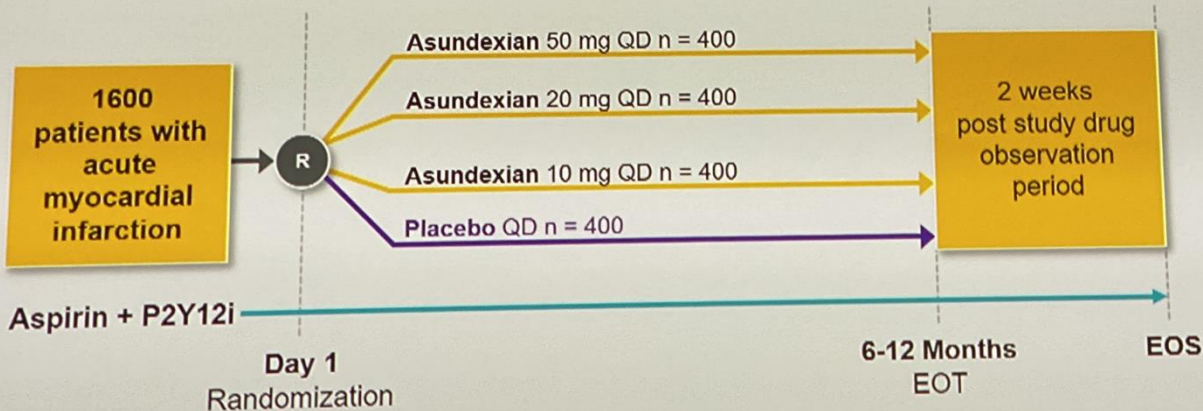 1600
patients with
acute
myocardial
infarction
R
Asundexian 50 mg QD n = 400
Asundexian 20 mg QD n = 400
Asundexian 10 mg QD n = 400
Placebo QD n = 400
2 weeks
post study drug
observation
period
Aspirin + P2Y12i
Day 1
Randomization
6-12 Months
EOT
EOS